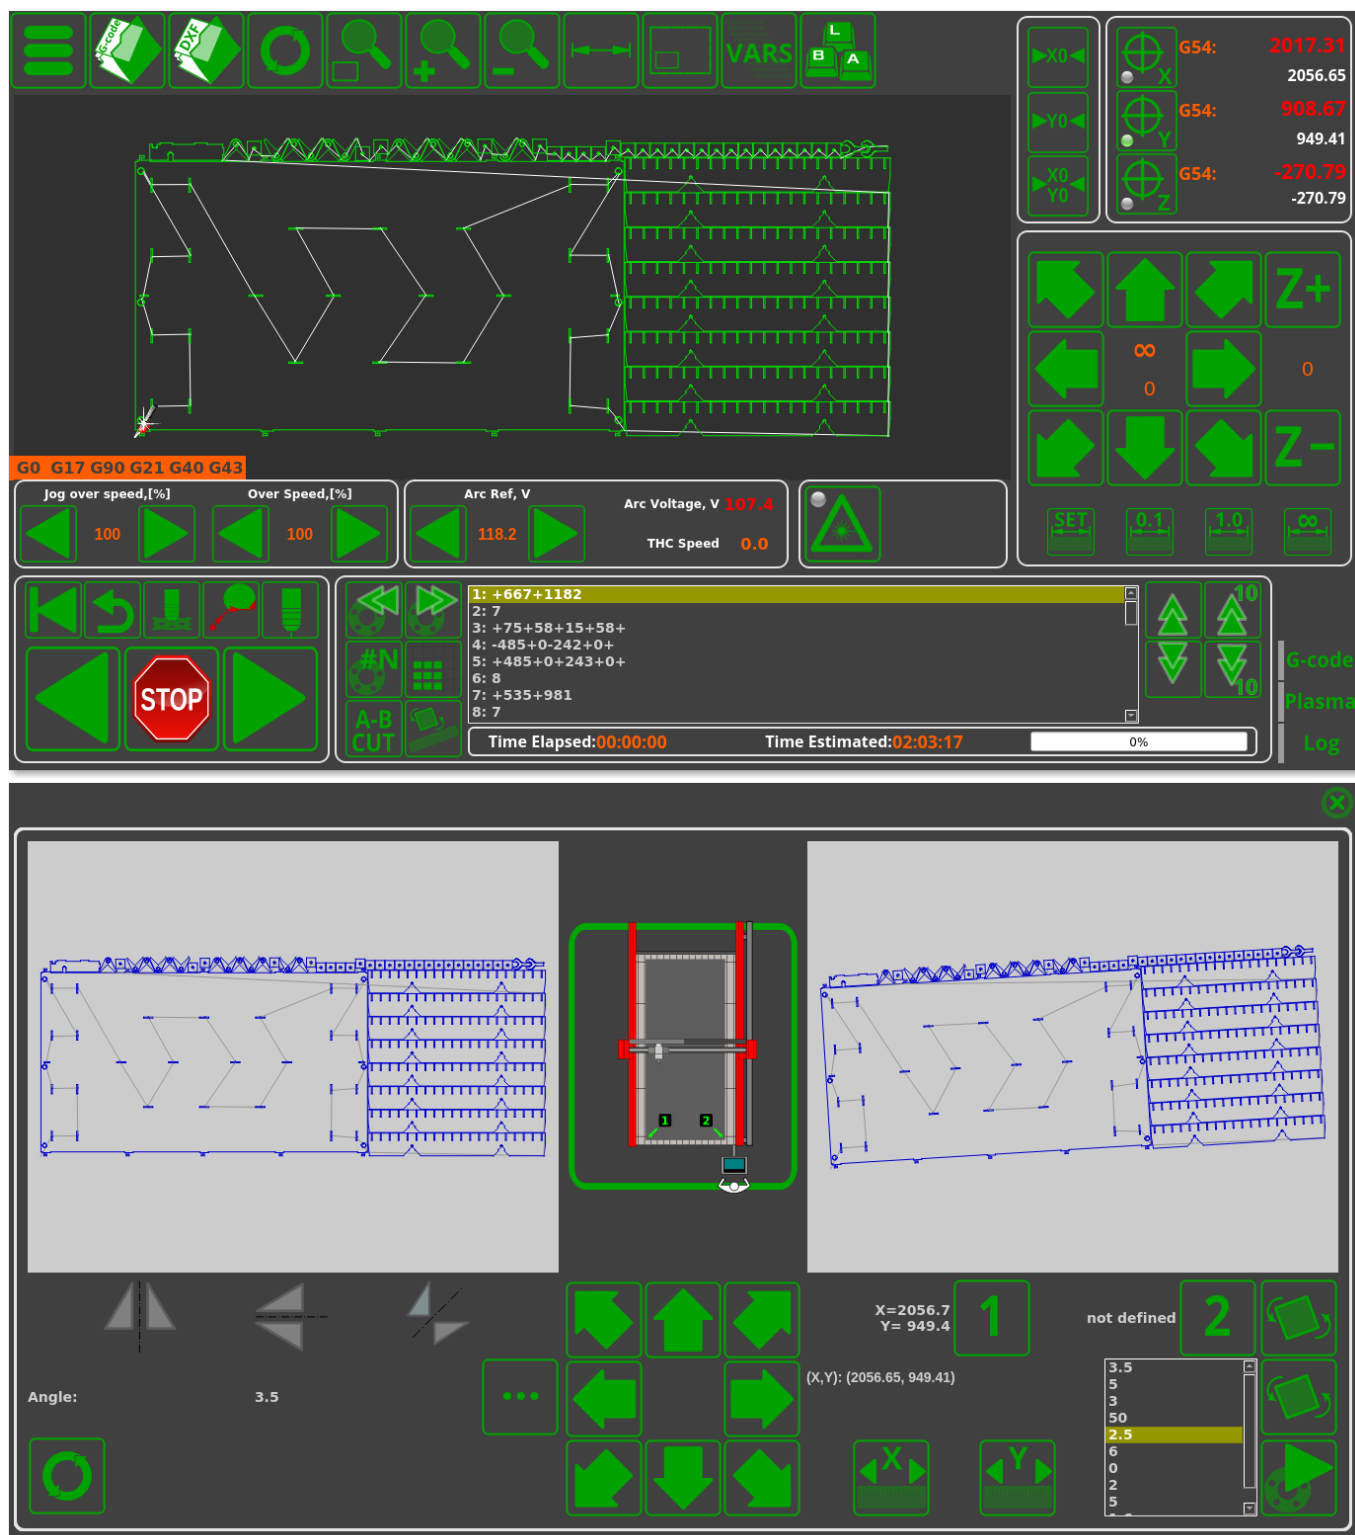 G-code
DXF
VARS
L
B A
X0
Y0
X0
Y0
X
G54: 2017.31
2056.65
Y
G54: 908.67
949.41
Z
G54: -270.79
-270.79
Z+
∞
0
0
Z-
SET
0.1
1.0
∞
G0 G17 G90 G21 G40 G43
Jog over speed,[%]
Over Speed,[%]
100
100
Arc Ref, V
118.2
Arc Voltage, V 107.4
THC Speed 0.0
STOP
#N
A-B
CUT
1: +667+1182
2: 7
3: +75+58+15+58+
4: -485+0-242+0+
5: +485+0+243+0+
6: 8
7: +535+981
8: 7
10
10
Time Elapsed:00:00:00
Time Estimated:02:03:17
0%
G-code
Plasma
Log
1
2
X=2056.7
Y= 949.4
1
not defined
2
(X,Y): (2056.65, 949.41)
Angle:
3.5
...
X
Y
3.5
5
3
50
2.5
6
0
2
5